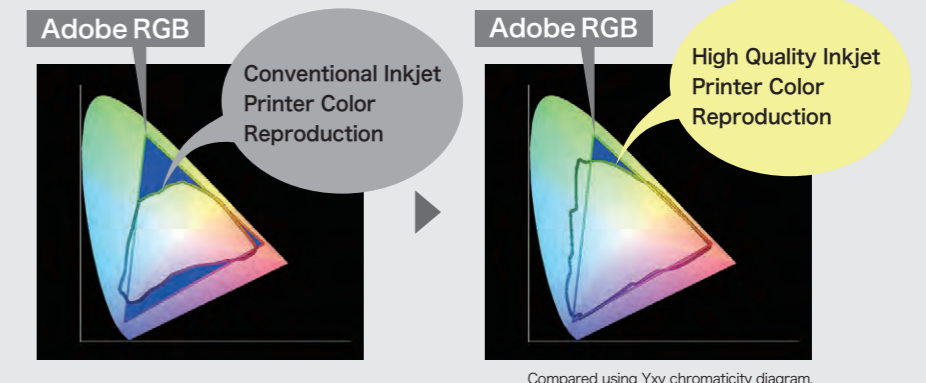 Adobe RGB
Conventional Inkjet
Printer Color
Reproduction
Adobe RGB
High Quality Inkjet
Printer Color
Reproduction
Compared using Yxy chromaticity diagram.